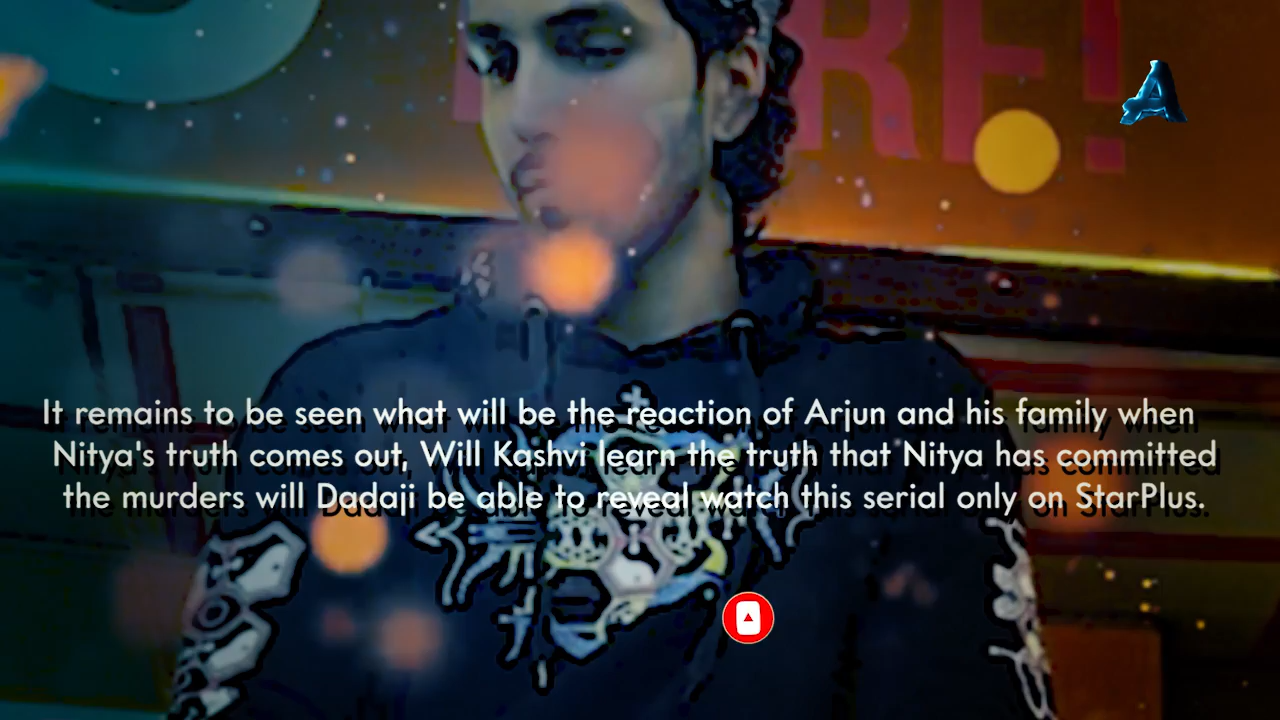 RE!
A
It remains to be seen what will be the reaction of Arjun and his family when
Nitya's truth comes out, Will Kashvi learn the truth that Nitya has committed
the murders will Dadaji be able to reveal watch this serial only on StarPlus.